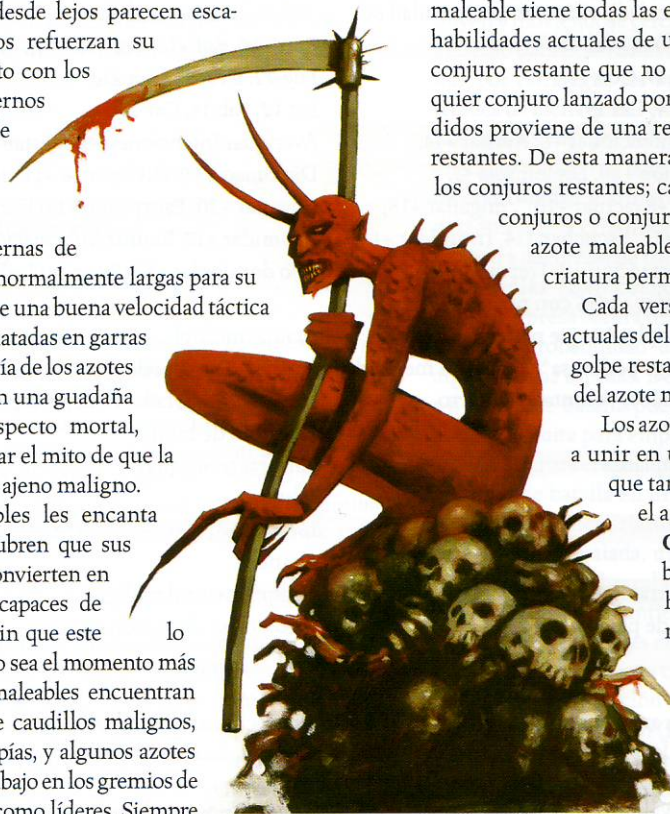 desde lejos parecen esca-
os refuerzan su
to con los
ernos
e
ernas de
normalmente largas para su
e una buena velocidad táctica
atadas en garras
ía de los azotes
n una guadaña
specto mortal,
ar el mito de que la
ajeno maligno.
bles les encanta
ubren que sus
onvierten en
capaces de
in que este lo
o sea el momento más
maleables encuentran
e caudillos malignos,
pías, y algunos azotes
bajo en los gremios de
como líderes. Siempre
maleable tiene todas las e
habilidades actuales de u
conjuro restante que no
quier conjuro lanzado por
didos proviene de una re
restantes. De esta manera
los conjuros restantes; ca
conjuros o conjur
azote maleable
criatura perm
Cada vers
actuales del
golpe resta
del azote m
Los azo
a unir en u
que tan
el a
C
b
h
r